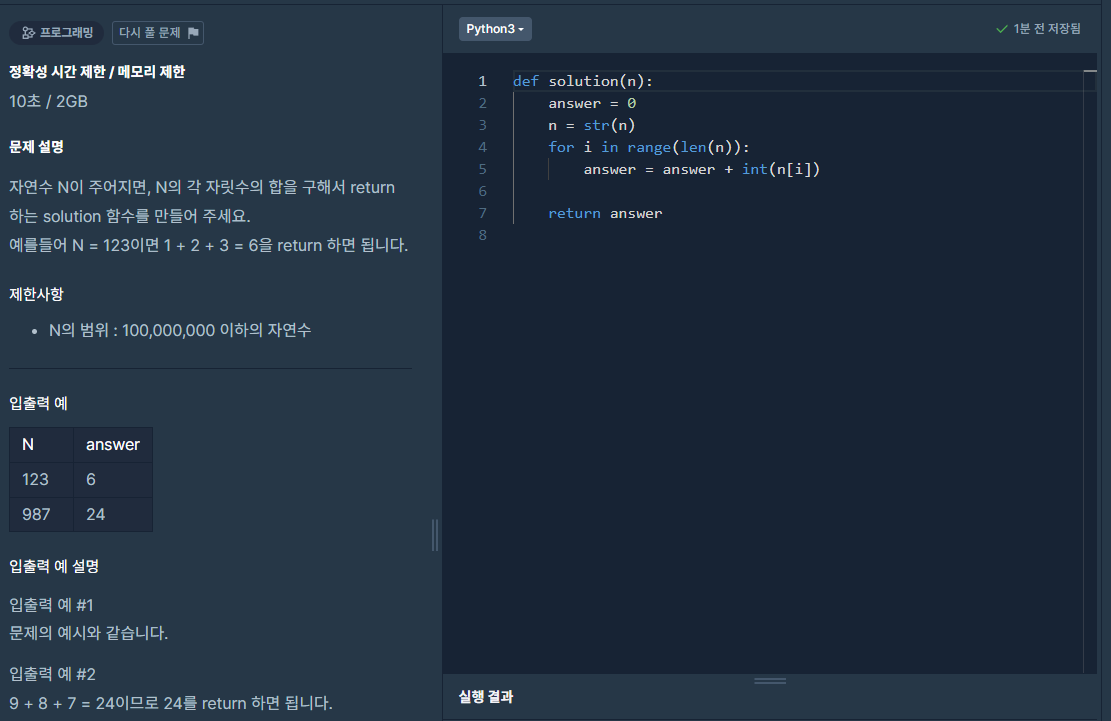 프로그래밍
다시 풀 문제
정확성 시간 제한 / 메모리 제한
10초 / 2GB
문제 설명
자연수 N이 주어지면, N의 각 자릿수의 합을 구해서 return
하는 solution 함수를 만들어 주세요.
예를들어 N = 123이면 1 + 2 + 3 = 6을 return 하면 됩니다.
제한사항
• N의 범위 : 100,000,000 이하의 자연수
입출력 예
N answer
123 6
987 24
입출력 예 설명
입출력 예 #1
문제의 예시와 같습니다.
입출력 예 #2
9 + 8 + 7 = 24이므로 24를 return 하면 됩니다.
Python3
1분 전 저장됨
1 def solution(n):
2     answer = 0
3     n = str(n)
4     for i in range(len(n)):
5         answer = answer + int(n[i])
6
7     return answer
8
실행 결과